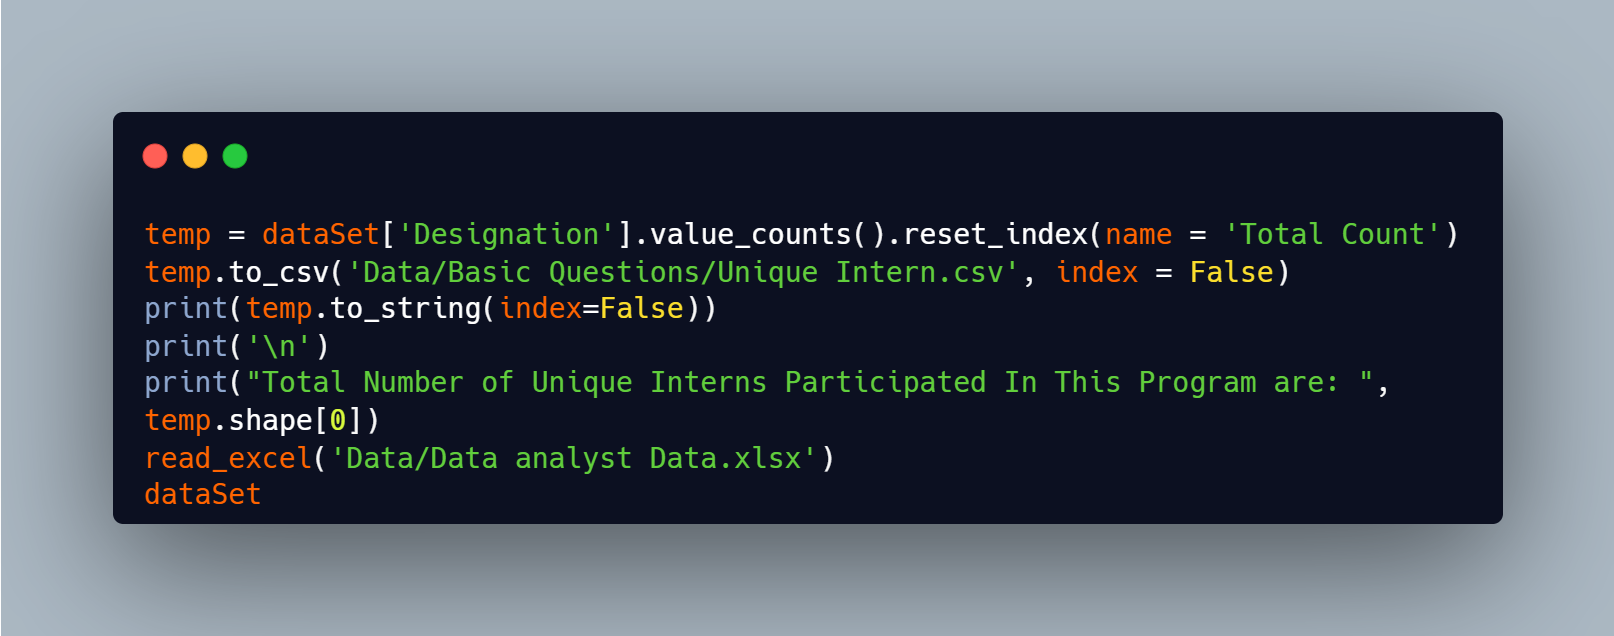 temp = dataSet['Designation'].value_counts().reset_index(name = 'Total Count')
temp.to_csv('Data/Basic Questions/Unique Intern.csv', index = False)
print(temp.to_string(index=False))
print('\n')
print("Total Number of Unique Interns Participated In This Program are: ",
temp.shape[0])
read_excel('Data/Data analyst Data.xlsx')
dataSet